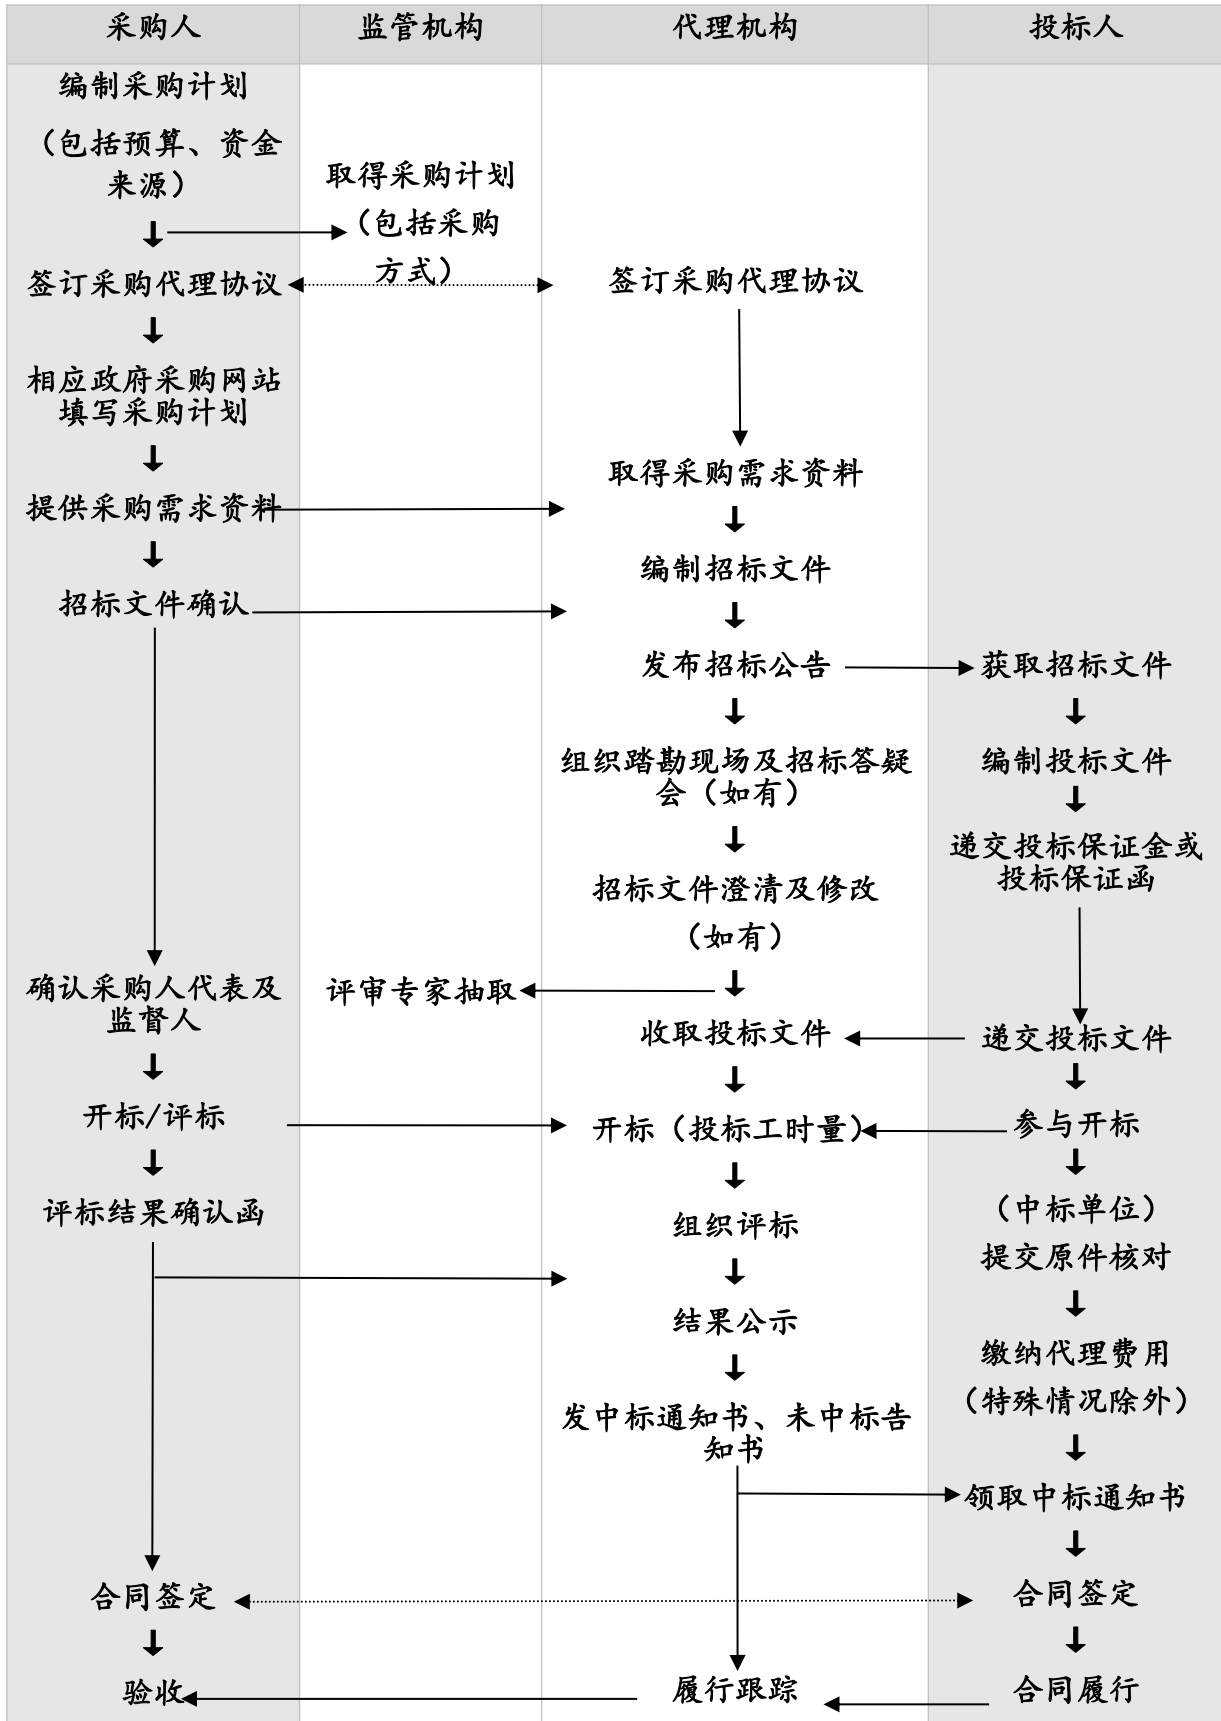 采购人
监管机构
代理机构
投标人
编制采购计划
（包括预算、资金
来源）
签订采购代理协议
相应政府采购网站
填写采购计划
提供采购需求资料
招标文件确认
确认采购人代表及
监督人
开标/评标
评标结果确认函
合同签定
验收
取得采购计划
（包括采购
方式）
评审专家抽取
签订采购代理协议
取得采购需求资料
编制招标文件
发布招标公告
组织踏勘现场及招标答疑
会（如有）
招标文件澄清及修改
（如有）
收取投标文件
开标（投标工时量）
组织评标
结果公示
发中标通知书、未中标告
知书
履行跟踪
获取招标文件
编制投标文件
递交投标保证金或
投标保证函
递交投标文件
参与开标
（中标单位）
提交原件核对
缴纳代理费用
（特殊情况除外）
领取中标通知书
合同签定
合同履行